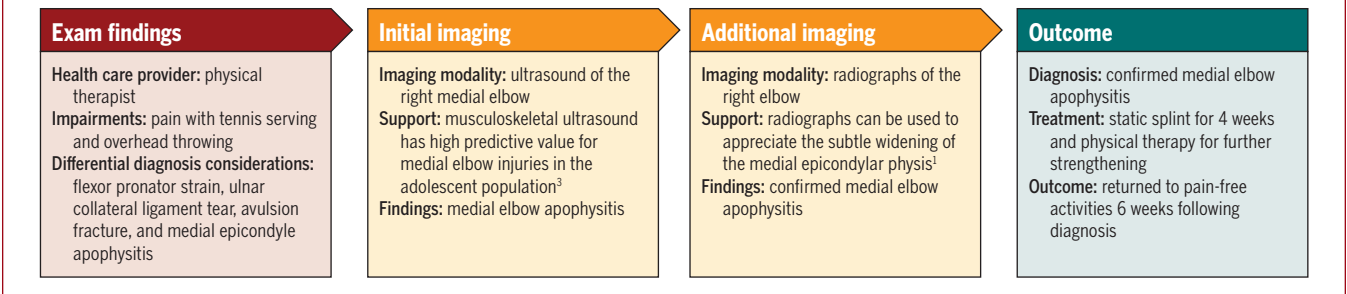 Exam findings
Health care provider: physical
therapist
Impairments: pain with tennis serving
and overhead throwing
Differential diagnosis considerations:
flexor pronator strain, ulnar
collateral ligament tear, avulsion
fracture, and medial epicondyle
apophysitis
Initial imaging
Imaging modality: ultrasound of the
right medial elbow
Support: musculoskeletal ultrasound
has high predictive value for
medial elbow injuries in the
adolescent population³
Findings: medial elbow apophysitis
Additional imaging
Imaging modality: radiographs of the
right elbow
Support: radiographs can be used to
appreciate the subtle widening of
the medial epicondylar physis¹
Findings: confirmed medial elbow
apophysitis
Outcome
Diagnosis: confirmed medial elbow
apophysitis
Treatment: static splint for 4 weeks
and physical therapy for further
strengthening
Outcome: returned to pain-free
activities 6 weeks following
diagnosis